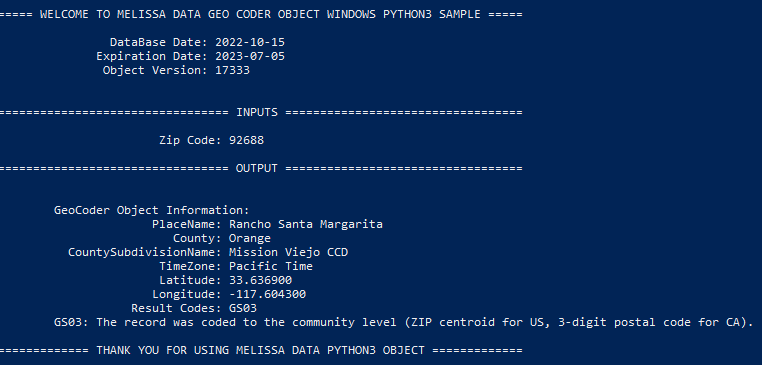 ===== WELCOME TO MELISSA DATA GEO CODER OBJECT WINDOWS PYTHON3 SAMPLE =====
DataBase Date: 2022-10-15
Expiration Date: 2023-07-05
Object Version: 17333
================================= INPUTS ==================================
Zip Code: 92688
================================= OUTPUT ==================================
GeoCoder Object Information:
PlaceName: Rancho Santa Margarita
County: Orange
CountySubdivisionName: Mission Viejo CCD
TimeZone: Pacific Time
Latitude: 33.636900
Longitude: -117.604300
Result Codes: GS03
GS03: The record was coded to the community level (ZIP centroid for US, 3-digit postal code for CA).
============= THANK YOU FOR USING MELISSA DATA PYTHON3 OBJECT =============